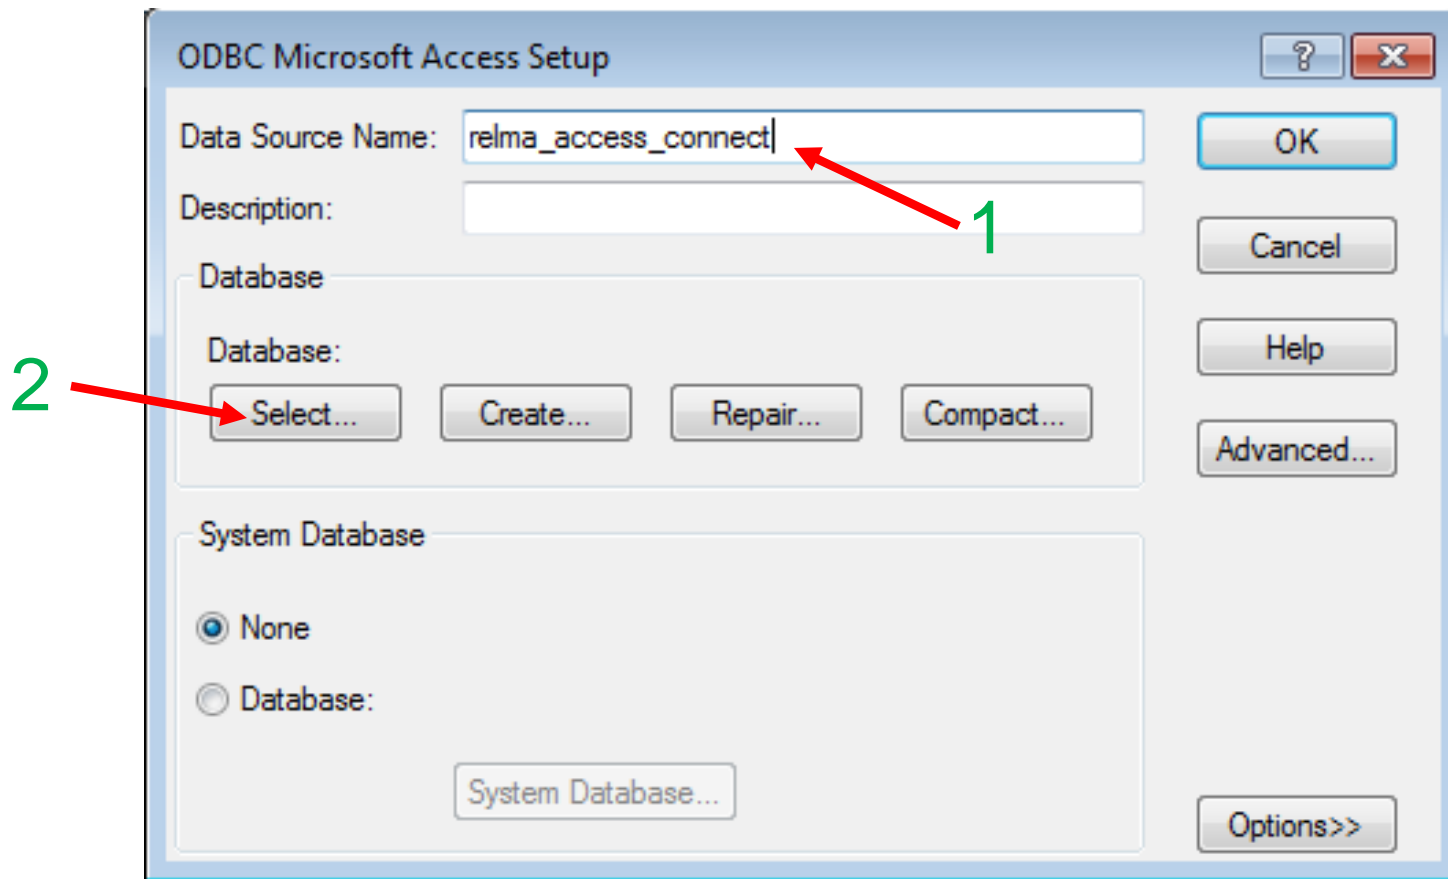 ODBC Microsoft Access Setup
?
Data Source Name: relma_access_connect
OK
Description:
1
Cancel
Database
Database:
Help
2
Select... Create... Repair... Compact...
Advanced...
System Database
None
Database:
System Database...
Options>>